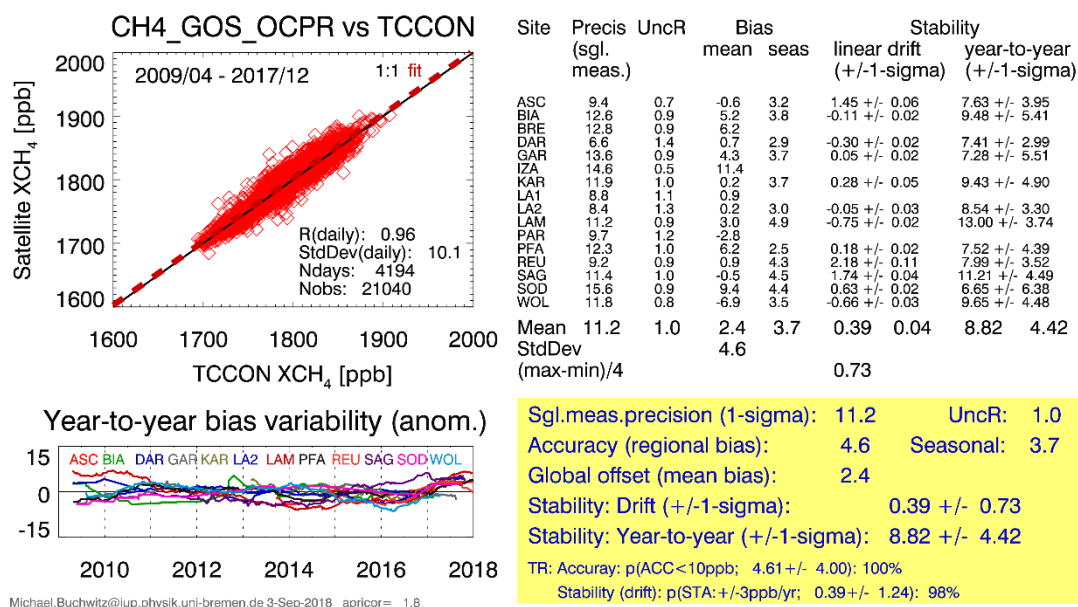 CH4_GOS_OCPR vs TCCON
2009/04 - 2017/12
1:1 fit
Satellite XCH4 [ppb]
2000
1900
1800
1700
1600
R(daily): 0.96
StdDev(daily): 10.1
Ndays: 4194
Nobs: 21040
1600 1700 1800 1900 2000
TCCON XCH4 [ppb]
Site Precis UncR Bias Stability
(sgl. mean seas linear drift year-to-year
meas.) (+/-1-sigma) (+/-1-sigma)
ASC 9.4 0.7 -0.6 3.2 1.45 +/- 0.06 7.63 +/- 3.95
BIA 12.6 0.9 5.2 3.8 -0.11 +/- 0.02 9.48 +/- 5.41
BRE 12.8 0.9 6.2
DAR 6.6 1.4 0.7 2.9 -0.30 +/- 0.02 7.41 +/- 2.99
GAR 13.6 0.9 4.3 3.7 0.05 +/- 0.02 7.28 +/- 5.51
IZA 14.6 0.5 11.4
KAR 11.9 1.0 0.2 3.7 0.28 +/- 0.05 9.43 +/- 4.90
LA1 8.8 1.1 0.9
LA2 8.4 1.3 0.2 3.0 -0.05 +/- 0.03 8.54 +/- 3.30
LAM 11.2 0.9 3.0 4.9 -0.75 +/- 0.02 13.00 +/- 3.74
PAR 9.7 1.2 -2.8
PFA 12.3 1.0 6.2 2.5 0.18 +/- 0.02 7.52 +/- 4.39
REU 9.2 0.9 0.9 4.3 2.18 +/- 0.11 7.99 +/- 3.52
SAG 11.4 1.0 -0.5 4.5 1.74 +/- 0.04 11.21 +/- 4.49
SOD 15.6 0.9 9.4 4.4 0.63 +/- 0.02 6.65 +/- 6.38
WOL 11.8 0.8 -6.9 3.5 -0.66 +/- 0.03 9.65 +/- 4.48
Mean 11.2 1.0 2.4 3.7 0.39 0.04 8.82 4.42
StdDev 4.6
(max-min)/4 0.73
Year-to-year bias variability (anom.)
15
0
-15
ASC BIA DAR GAR KAR LA2 LAM PFA REU SAG SOD WOL
2010 2012 2014 2016 2018
Sgl.meas.precision (1-sigma): 11.2 UncR: 1.0
Accuracy (regional bias): 4.6 Seasonal: 3.7
Global offset (mean bias): 2.4
Stability: Drift (+/-1-sigma): 0.39 +/- 0.73
Stability: Year-to-year (+/-1-sigma): 8.82 +/- 4.42
TR: Accuray: p(ACC<10ppb; 4.61+/- 4.00): 100%
Stability (drift): p(STA:+/-3ppb/yr; 0.39+/- 1.24): 98%
Michael.Buchwitz@iup.physik.uni-bremen.de 3-Sep-2018 apricor= 1.8